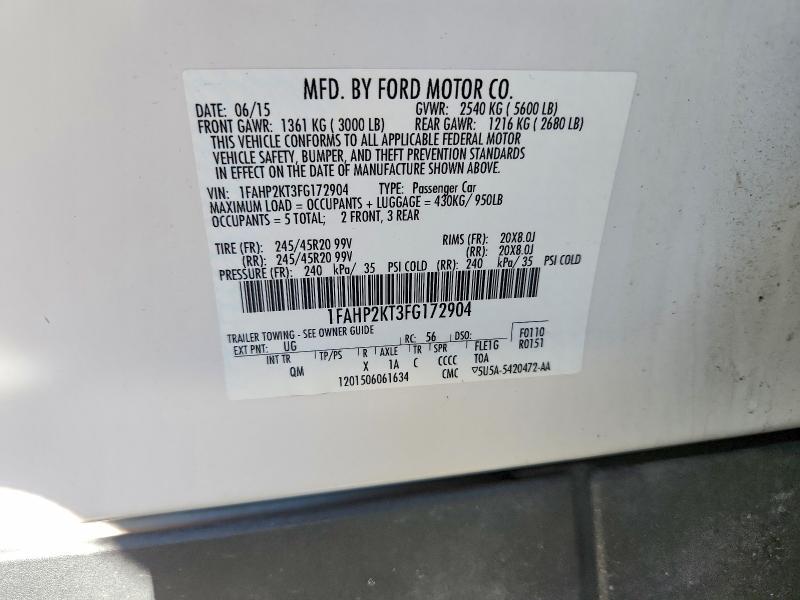 MFD. BY FORD MOTOR CO.
DATE: 06/15 GVWR: 2540 KG ( 5600 LB)
FRONT GAWR: 1361 KG ( 3000 LB) REAR GAWR: 1216 KG ( 2680 LB)
THIS VEHICLE CONFORMS TO ALL APPLICABLE FEDERAL MOTOR
VEHICLE SAFETY, BUMPER, AND THEFT PREVENTION STANDARDS
IN EFFECT ON THE DATE OF MANUFACTURE SHOWN ABOVE.
VIN: 1FAHP2KT3FG172904 TYPE: Passenger Car
MAXIMUM LOAD = OCCUPANTS + LUGGAGE = 430KG/ 950LB
OCCUPANTS = 5 TOTAL; 2 FRONT, 3 REAR
TIRE (FR): 245/45R20 99V RIMS (FR): 20X8.0J
(RR): 245/45R20 99V (RR): 20X8.0J
PRESSURE (FR): 240 kPa/ 35 PSI COLD (RR): 240 kPa/ 35 PSI COLD
1FAHP2KT3FG172904
TRAILER TOWING - SEE OWNER GUIDE F0110
EXT PNT: UG RC: 56 DSO: R0151
INT TR TP/PS R AXLE TR SPR FLE1G
QM X 1A C CCCC TOA
1201506061634 CMC ▽5U5A-5420472-AA